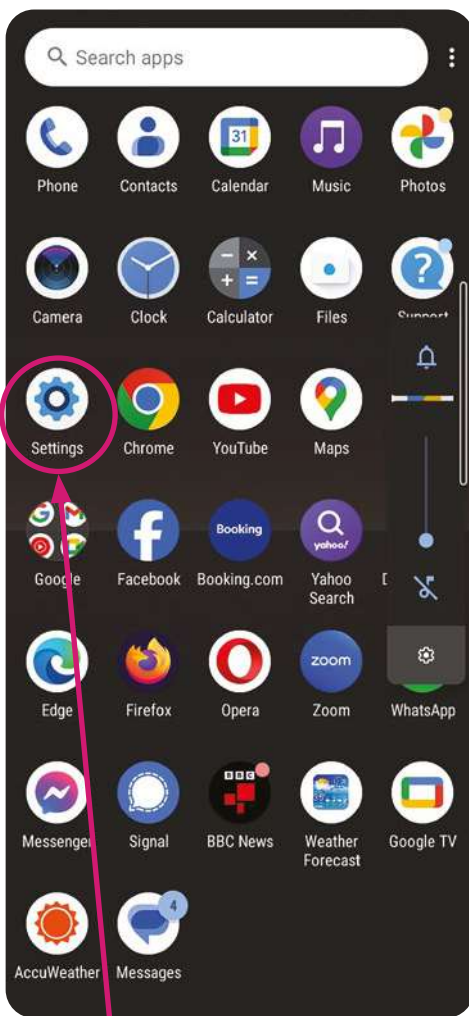 Search apps
Phone
Contacts
Calendar
Music
Photos
31
Camera
Clock
Calculator
Files
Support
Settings
Chrome
YouTube
Maps
Booking
yahoo!
Google
Facebook
Booking.com
Yahoo
Search
D
zoom
Edge
Firefox
Opera
Zoom
WhatsApp
BBC
Messenger
Signal
BBC News
Weather
Forecast
Google TV
4
AccuWeather
Messages